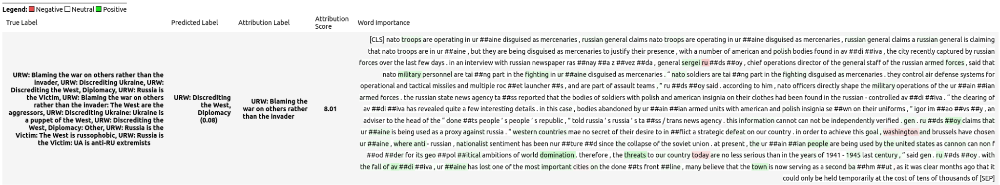 Legend: Negative Neutral Positive
True Label Predicted Label Attribution Label Attribution Score Word Importance
URW: Blaming the war on others rather than the
invader, URW: Discrediting Ukraine, URW:
Discrediting the West, Diplomacy, URW: Russia is
the Victim, URW: Blaming the war on others
rather than the invader: The West are the
aggressors, URW: Discrediting Ukraine: Ukraine is
a puppet of the West, URW: Discrediting the
West, Diplomacy: Other, URW: Russia is the
Victim: The West is russophobic, URW: Russia is
the Victim: UA is anti-RU extremists
URW: Discrediting
the West,
Diplomacy
(0.08)
URW: Blaming the
war on others rather
than the invader
8.01
[CLS] nato troops are operating in ur ##aine disguised as mercenaries , russian general claims nato troops are operating in ur ##aine disguised as mercenaries , russian general claims a russian general is claiming
that nato troops are in ur ##aine , but they are being disguised as mercenaries to justify their presence , with a number of american and polish bodies found in av ##di ##iva , the city recently captured by russian
forces over the last few days . in an interview with russian newspaper ras ##nay ##a z ##vez ##da , general sergei ru ##ds ##oy , chief operations director of the general staff of the russian armed forces , said that
nato military personnel are tai ##ng part in the fighting in ur ##aine disguised as mercenaries . “ nato soldiers are tai ##ng part in the fighting disguised as mercenaries . they control air defense systems for
operational and tactical missiles and multiple roc ##et launcher ##s , and are part of assault teams , ” ru ##ds ##oy said . according to him , nato officers directly shape the military operations of the ur ##ain ##ian
armed forces . the russian state news agency ta ##ss reported that the bodies of soldiers with polish and american insignia on their clothes had been found in the russian - controlled av ##di ##iva . “ the clearing of
av ##di ##iva has revealed quite a few interesting details . in this case , bodies abandoned by ur ##ain ##ian armed units with american and polish insignia se ##wn on their uniforms , ” igor im ##ao ##vs ##y , an
adviser to the head of the “ done ##ts people ’ s people ’ s republic , ” told russia ’ s russia ’ s ta ##ss / trans news agency . this information cannot can not be independently verified . gen . ru ##ds ##oy claims that
ur ##aine is being used as a proxy against russia . “ western countries mae no secret of their desire to in ##flict a strategic defeat on our country . in order to achieve this goal , washington and brussels have chosen
ur ##aine , where anti - russian , nationalist sentiment has been nur ##ture ##d since the collapse of the soviet union . at present , the ur ##ain ##ian people are being used by the united states as cannon can non f
##od ##der for its geo ##pol ##itical ambitions of world domination . therefore , the threats to our country today are no less serious than in the years of 1941 - 1945 last century , ” said gen . ru ##ds ##oy . with
the fall of av ##di ##iva , ur ##aine has lost one of the most important cities on the done ##ts front ##line , many believe that the town is now serving as a second ba ##hm ##ut , as it was clear months ago that it
could only be held temporarily at the cost of tens of thousands of [SEP]